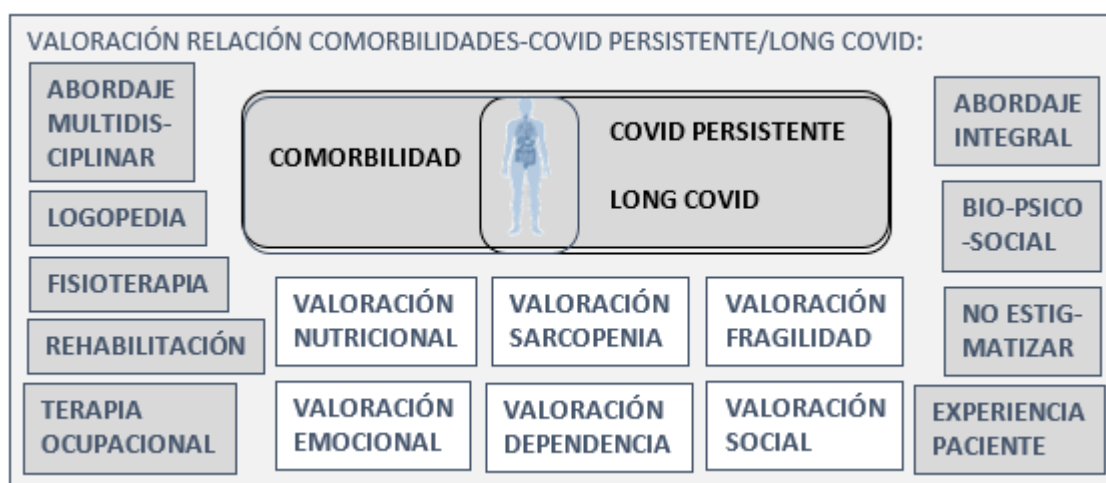 VALORACIÓN RELACIÓN COMORBILIDADES-COVID PERSISTENTE/LONG COVID:
ABORDAJE
MULTIDIS-
CIPLINAR
LOGOPEDIA
FISIOTERAPIA
REHABILITACIÓN
TERAPIA
OCUPACIONAL
COMORBILIDAD
COVID PERSISTENTE
LONG COVID
VALORACIÓN
NUTRICIONAL
VALORACIÓN
SARCOPENIA
VALORACIÓN
FRAGILIDAD
VALORACIÓN
EMOCIONAL
VALORACIÓN
DEPENDENCIA
VALORACIÓN
SOCIAL
ABORDAJE
INTEGRAL
BIO-PSICO
-SOCIAL
NO ESTIG-
MATIZAR
EXPERIENCIA
PACIENTE